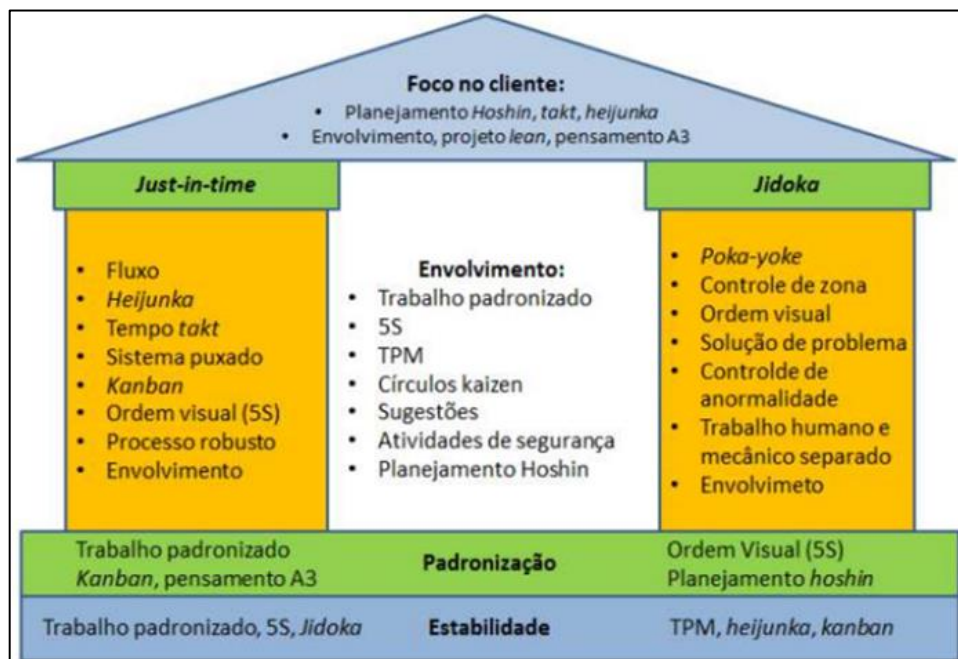 Foco no cliente:
• Planejamento Hoshin, takt, heijunka
• Envolvimento, projeto lean, pensamento A3
Just-in-time
• Fluxo
• Heijunka
• Tempo takt
• Sistema puxado
• Kanban
• Ordem visual (5S)
• Processo robusto
• Envolvimento
Envolvimento:
• Trabalho padronizado
• 5S
• TPM
• Círculos kaizen
• Sugestões
• Atividades de segurança
• Planejamento Hoshin
Jidoka
• Poka-yoke
• Controle de zona
• Ordem visual
• Solução de problema
• Controlde de
anormalidade
• Trabalho humano e
mecânico separado
• Envolvimeto
Trabalho padronizado
Kanban, pensamento A3
Padronização
Ordem Visual (5S)
Planejamento hoshin
Trabalho padronizado, 5S, Jidoka
Estabilidade
TPM, heijunka, kanban